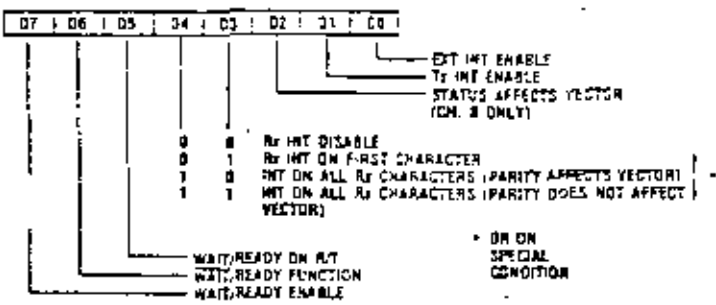 D7 D6 D5 D4 D3 D2 D1 D0
EXT INT ENABLE
Tx INT ENABLE
STATUS AFFECTS VECTOR
(CH. B ONLY)
0 0 Rx INT DISABLE
0 1 Rx INT ON FIRST CHARACTER
1 0 INT ON ALL Rx CHARACTERS (PARITY AFFECTS VECTOR)
1 1 INT ON ALL Rx CHARACTERS (PARITY DOES NOT AFFECT
VECTOR)
* OR ON
SPECIAL
CONDITION
WAIT/READY ON R/T
WAIT/READY FUNCTION
WAIT/READY ENABLE